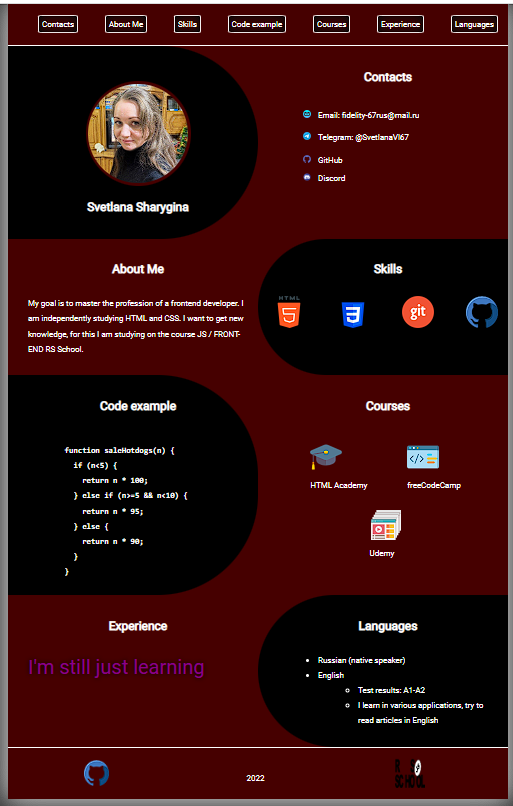 Contacts About Me Skills Code example Courses Experience Languages
Svetlana Sharygina
Contacts
Email: fidelity-67rus@mail.ru
Telegram: @SvetlanaVl67
GitHub
Discord
About Me
My goal is to master the profession of a frontend developer. I
am independently studying HTML and CSS. I want to get new
knowledge, for this I am studying on the course JS / FRONT-
END RS School.
Skills
HTML
5
3
git
Code example
function saleHotdogs(n) {
if (n<5) {
return n * 100;
} else if (n>=5 && n<10) {
return n * 95;
} else {
return n * 90;
}
}
Courses
HTML Academy
freeCodeCamp
Udemy
Experience
I'm still just learning
Languages
Russian (native speaker)
English
Test results: A1-A2
I learn in various applications, try to
read articles in English
2022